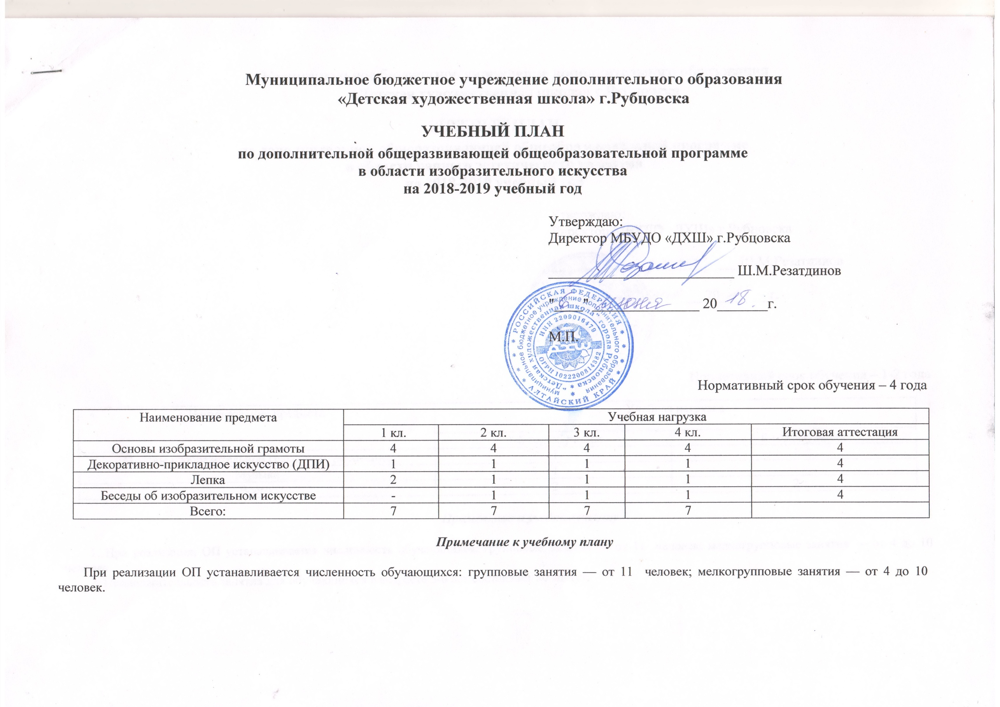 Муниципальное бюджетное учреждение дополнительного образования
«Детская художественная школа» г.Рубцовска
УЧЕБНЫЙ ПЛАН
по дополнительной общеразвивающей общеобразовательной программе
в области изобразительного искусства
на 2018-2019 учебный год
Утверждаю:
Директор МБУДО «ДХШ» г.Рубцовска
Ш.М.Резатдинов
"6" июня 2018 г.
М.П.
РОССИЙСКАЯ ФЕДЕРАЦИЯ * АЛТАЙСКИЙ КРАЙ
муниципальное бюджетное учреждение дополнительного образования
"Детская художественная школа" города Рубцовска
ИНН 2209016479
ОГРН 1022200814382
Нормативный срок обучения – 4 года
Наименование предмета Учебная нагрузка
1 кл. 2 кл. 3 кл. 4 кл. Итоговая аттестация
Основы изобразительной грамоты 4 4 4 4 4
Декоративно-прикладное искусство (ДПИ) 1 1 1 1 4
Лепка 2 1 1 1 4
Беседы об изобразительном искусстве - 1 1 1 4
Всего: 7 7 7 7
Примечание к учебному плану
При реализации ОП устанавливается численность обучающихся: групповые занятия — от 11 человек; мелкогрупповые занятия — от 4 до 10
человек.